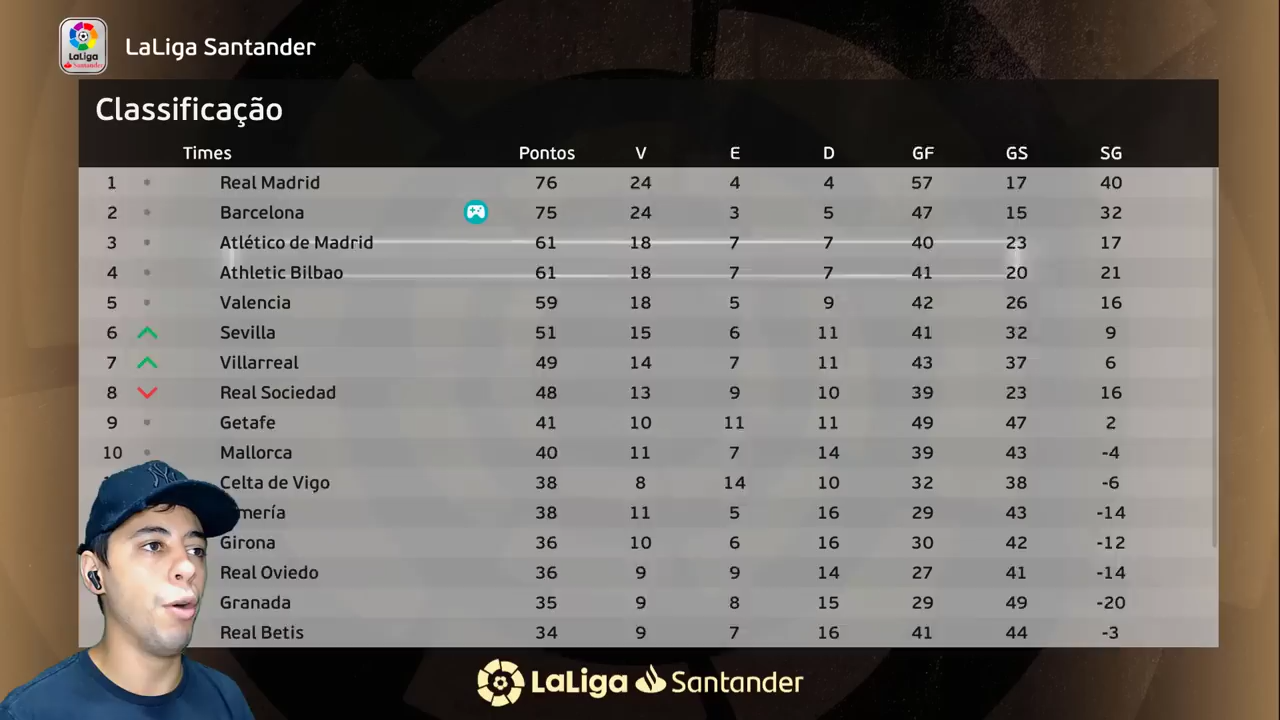 LaLiga Santander
LaLiga
Santander
Classificação
Times Pontos V E D GF GS SG
1 Real Madrid 76 24 4 4 57 17 40
2 Barcelona 75 24 3 5 47 15 32
3 Atlético de Madrid 61 18 7 7 40 23 17
4 Athletic Bilbao 61 18 7 7 41 20 21
5 Valencia 59 18 5 9 42 26 16
6 Sevilla 51 15 6 11 41 32 9
7 Villarreal 49 14 7 11 43 37 6
8 Real Sociedad 48 13 9 10 39 23 16
9 Getafe 41 10 11 11 49 47 2
10 Mallorca 40 11 7 14 39 43 -4
Celta de Vigo 38 8 14 10 32 38 -6
mería 38 11 5 16 29 43 -14
Girona 36 10 6 16 30 42 -12
Real Oviedo 36 9 9 14 27 41 -14
Granada 35 9 8 15 29 49 -20
Real Betis 34 9 7 16 41 44 -3
LaLiga Santander